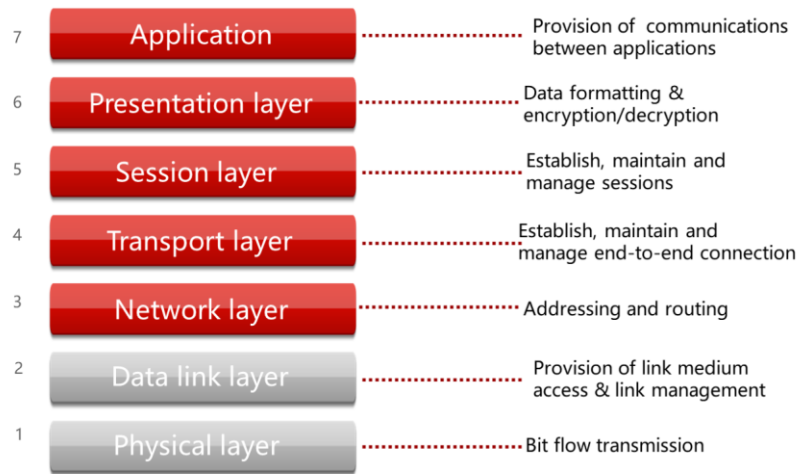 7
Application
Provision of communications
between applications
6
Presentation layer
Data formatting &
encryption/decryption
5
Session layer
Establish, maintain and
manage sessions
4
Transport layer
Establish, maintain and
manage end-to-end connection
3
Network layer
Addressing and routing
2
Data link layer
Provision of link medium
access & link management
1
Physical layer
Bit flow transmission